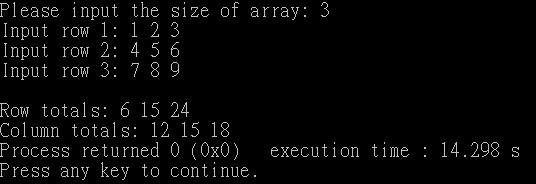 Please input the size of array: 3
Input row 1: 1 2 3
Input row 2: 4 5 6
Input row 3: 7 8 9
Row totals: 6 15 24
Column totals: 12 15 18
Process returned 0 (0x0)   execution time : 14.298 s
Press any key to continue.